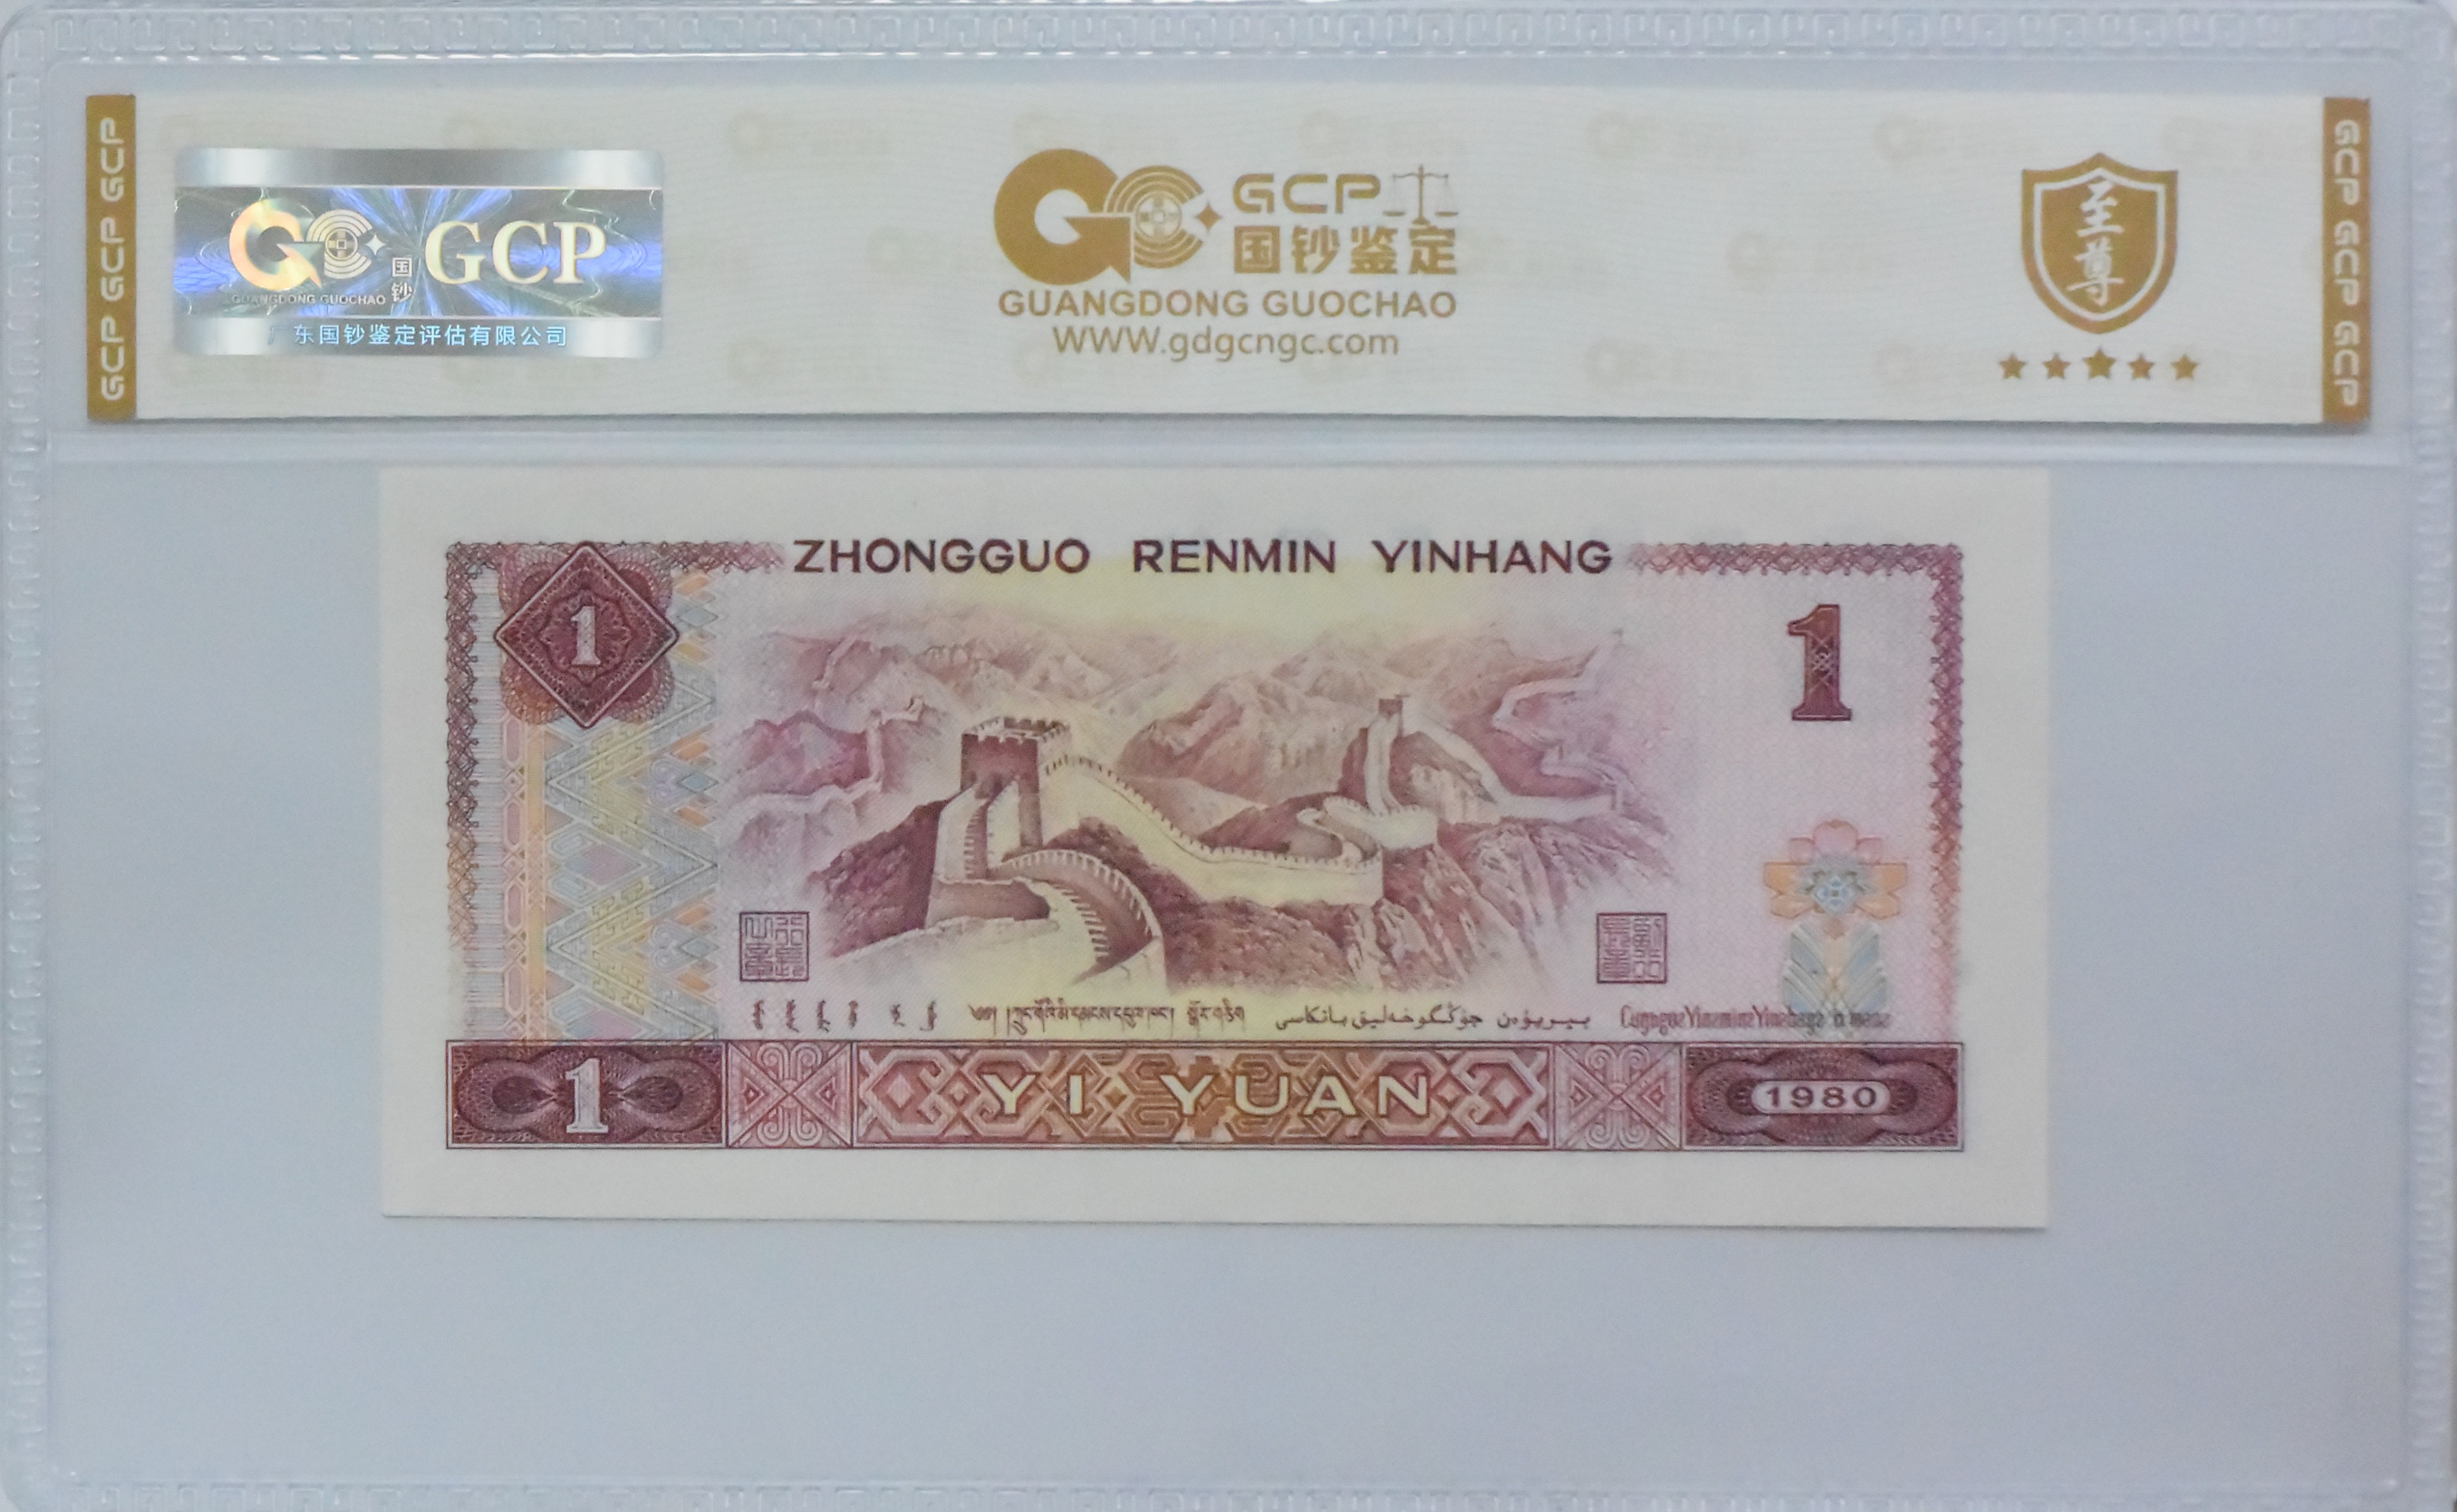 GCP GCP GCP
GCP
国钞
GUANGDONG GUOCHAO
广东国钞鉴定评估有限公司
GCP
国钞鉴定
GUANGDONG GUOCHAO
WWW.gdgcngc.com
至尊
GCP GCP GCP
ZHONGGUO RENMIN YINHANG
1
1
1
YI YUAN
1980